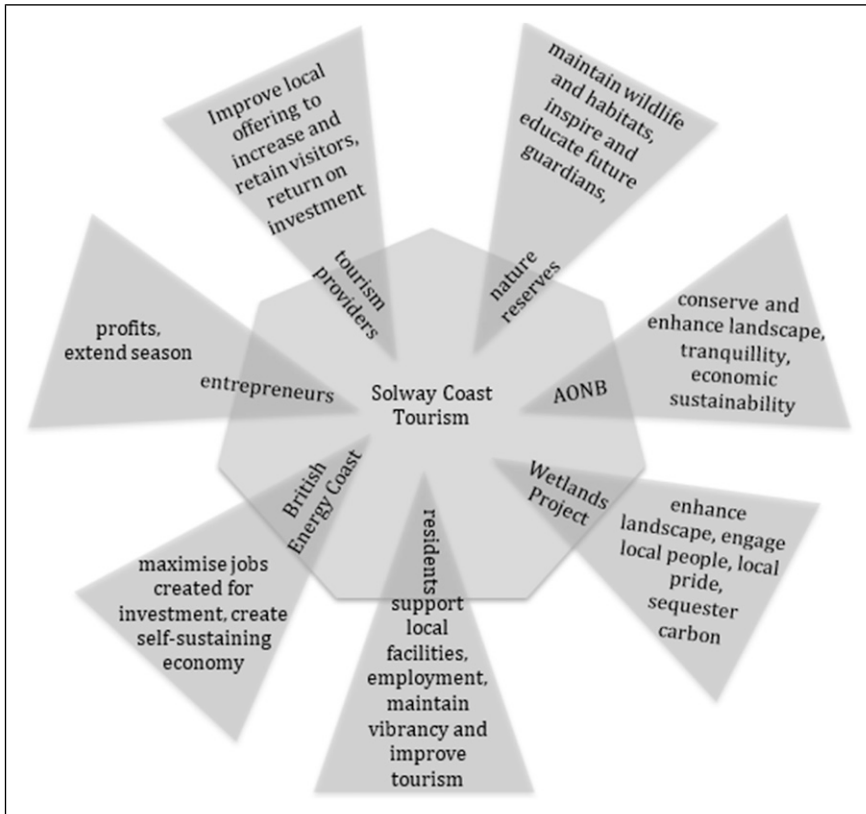 Improve local
offering to
increase and
retain visitors,
return on
investment
tourism
providers
maintain wildlife
and habitats,
inspire and
educate future
guardians,
nature
reserves
conserve and
enhance landscape,
tranquillity,
economic
sustainability
AONB
profits,
extend season
entrepreneurs
Solway Coast
Tourism
British
Energy Coast
maximise jobs
created for
investment, create
self-sustaining
economy
residents
support
local
facilities,
employment,
maintain
vibrancy and
improve
tourism
Wetlands
Project
enhance
landscape, engage
local people, local
pride,
sequester
carbon